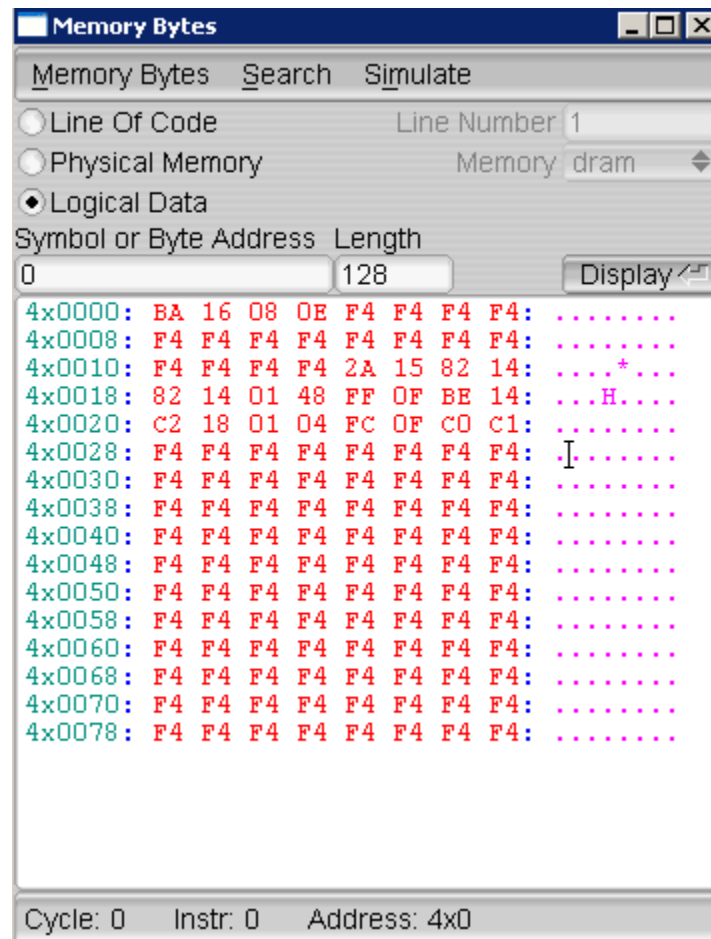 Memory Bytes
Memory Bytes Search Simulate
Line Of Code Line Number 1
Physical Memory Memory dram
Logical Data
Symbol or Byte Address Length
0 128 Display
4x0000: BA 16 08 0E F4 F4 F4 F4: ........
4x0008: F4 F4 F4 F4 F4 F4 F4 F4: ........
4x0010: F4 F4 F4 F4 2A 15 82 14: ....*...
4x0018: 82 14 01 48 FF 0F BE 14: ...H....
4x0020: C2 18 01 04 FC 0F C0 C1: ........
4x0028: F4 F4 F4 F4 F4 F4 F4 F4: ........
4x0030: F4 F4 F4 F4 F4 F4 F4 F4: ........
4x0038: F4 F4 F4 F4 F4 F4 F4 F4: ........
4x0040: F4 F4 F4 F4 F4 F4 F4 F4: ........
4x0048: F4 F4 F4 F4 F4 F4 F4 F4: ........
4x0050: F4 F4 F4 F4 F4 F4 F4 F4: ........
4x0058: F4 F4 F4 F4 F4 F4 F4 F4: ........
4x0060: F4 F4 F4 F4 F4 F4 F4 F4: ........
4x0068: F4 F4 F4 F4 F4 F4 F4 F4: ........
4x0070: F4 F4 F4 F4 F4 F4 F4 F4: ........
4x0078: F4 F4 F4 F4 F4 F4 F4 F4: ........
Cycle: 0 Instr: 0 Address: 4x0